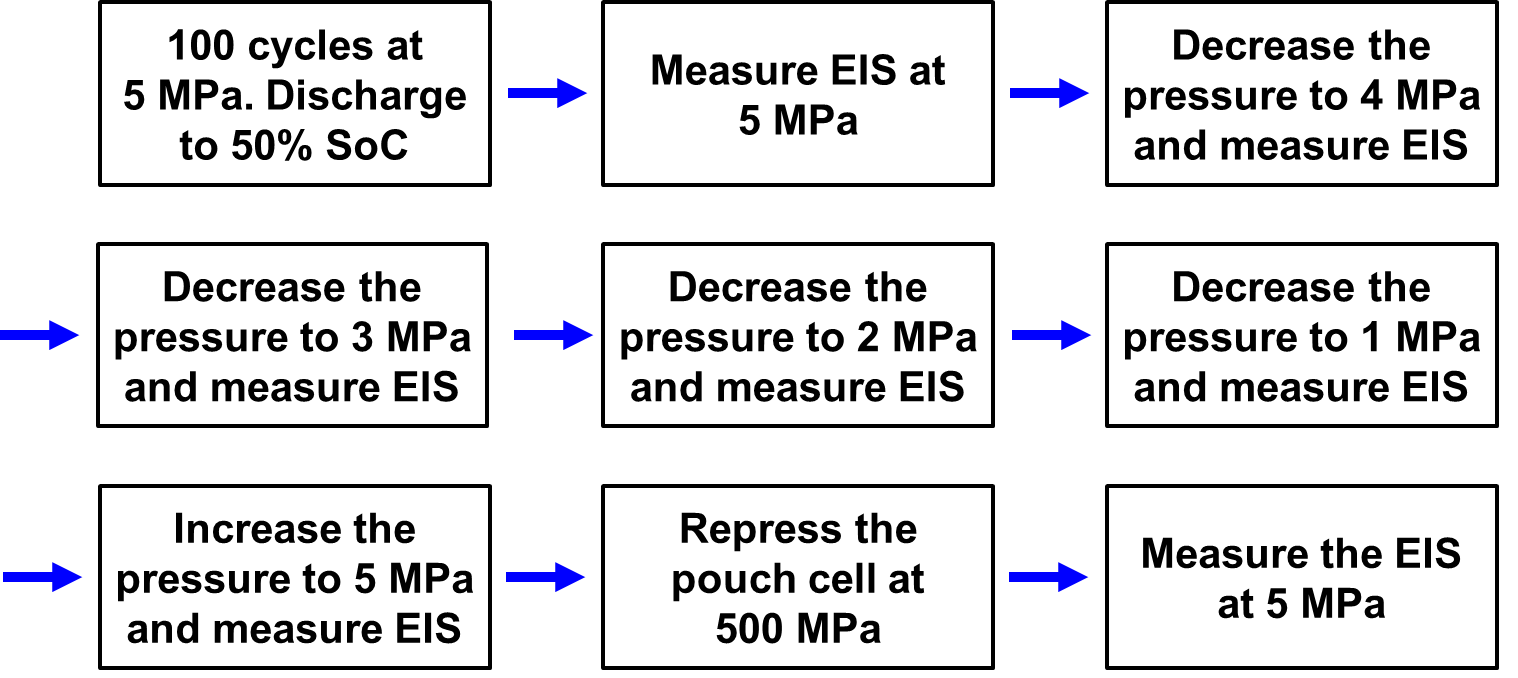 100 cycles at
5 MPa. Discharge
to 50% SoC
Measure EIS at
5 MPa
Decrease the
pressure to 4 MPa
and measure EIS
Decrease the
pressure to 3 MPa
and measure EIS
Decrease the
pressure to 2 MPa
and measure EIS
Decrease the
pressure to 1 MPa
and measure EIS
Increase the
pressure to 5 MPa
and measure EIS
Repress the
pouch cell at
500 MPa
Measure the EIS
at 5 MPa